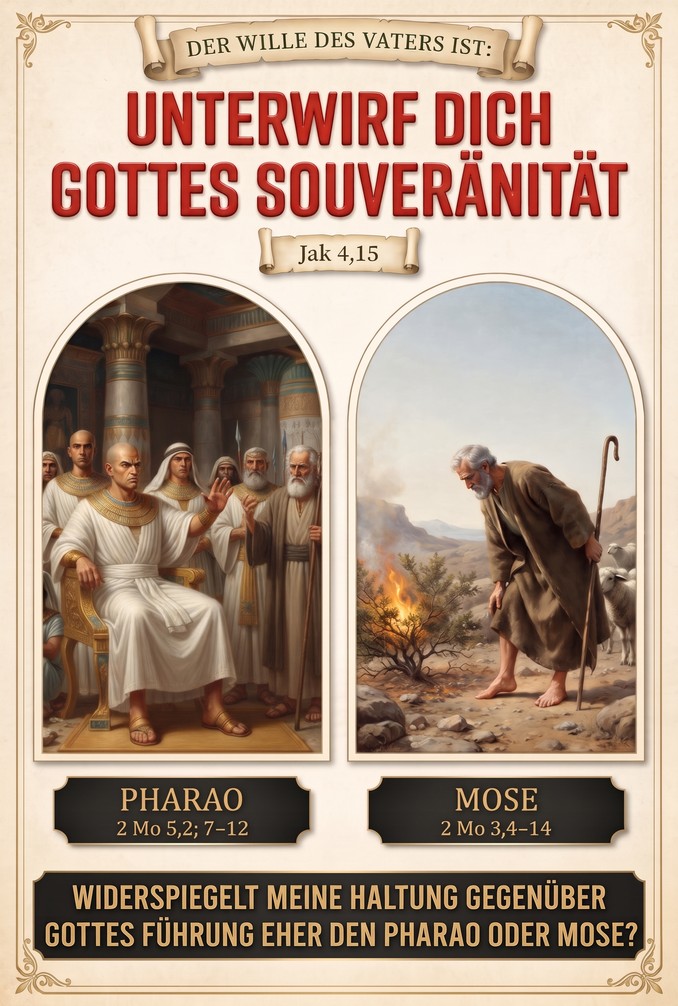 DER WILLE DES VATERS IST:
UNTERWIRF DICH
GOTTES SOUVERÄNITÄT
Jak 4,15
PHARAO
2 Mo 5,2; 7–12
MOSE
2 Mo 3,4–14
WIDERSPIEGELT MEINE HALTUNG GEGENÜBER
GOTTES FÜHRUNG EHER DEN PHARAO ODER MOSE?